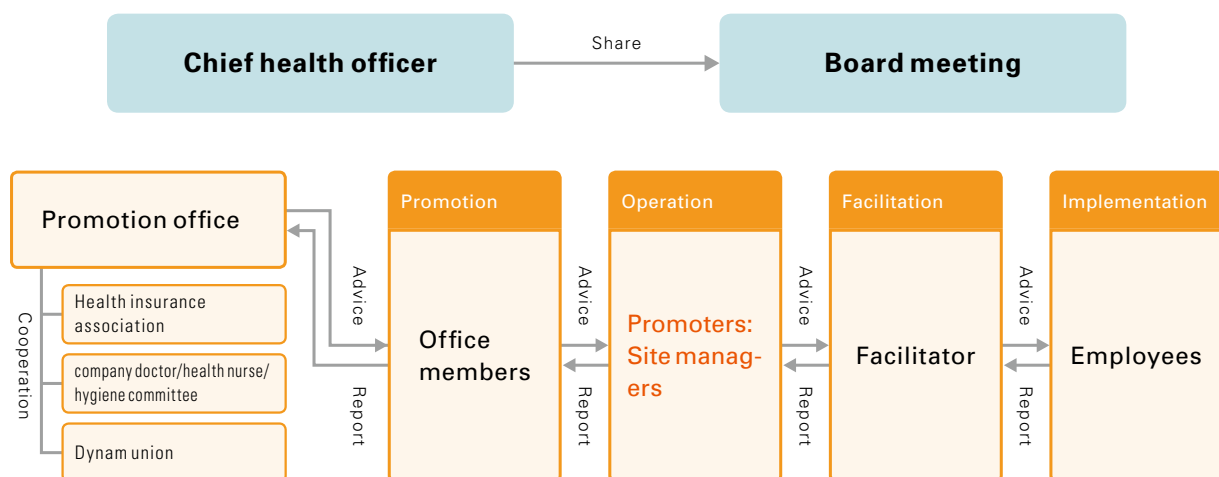 Chief health officer
Share
Board meeting
Promotion office
Cooperation
Health insurance
association
company doctor/health nurse/
hygiene committee
Dynam union
Advice
Report
Promotion
Office
members
Advice
Report
Operation
Promoters:
Site manag-
ers
Advice
Report
Facilitation
Facilitator
Advice
Report
Implementation
Employees